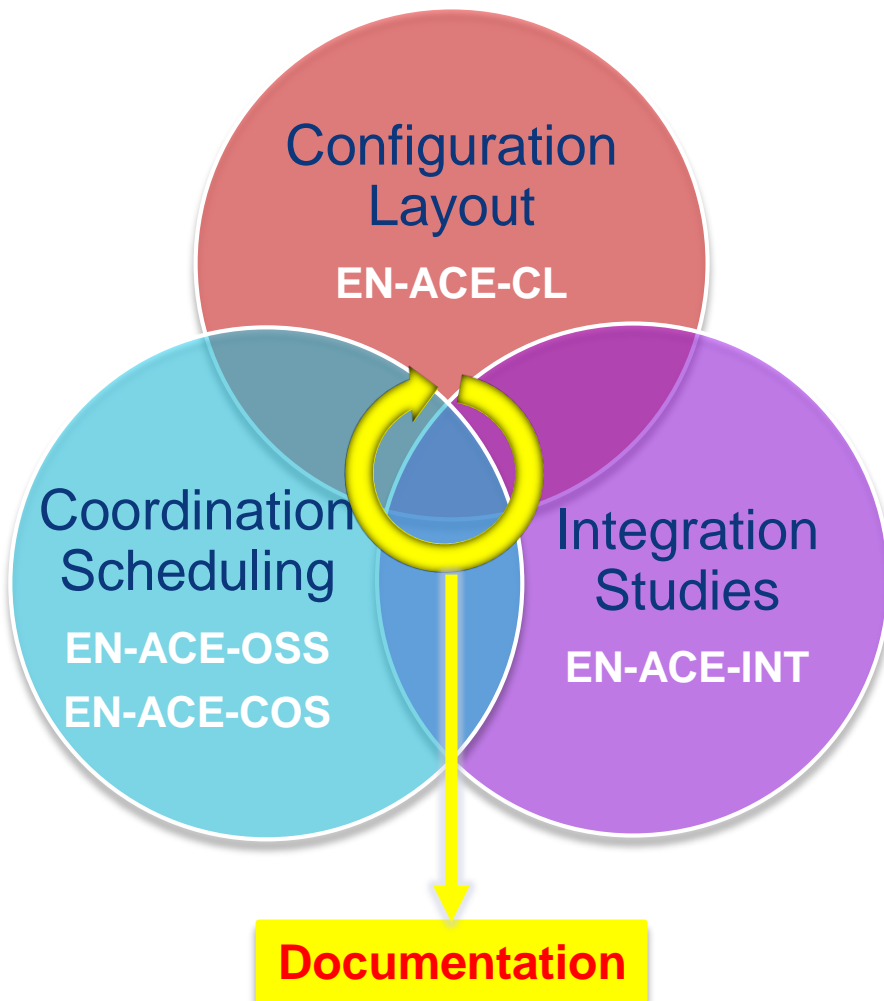 Configuration
Layout
EN-ACE-CL
Coordination
Scheduling
EN-ACE-OSS
EN-ACE-COS
Integration
Studies
EN-ACE-INT
Documentation